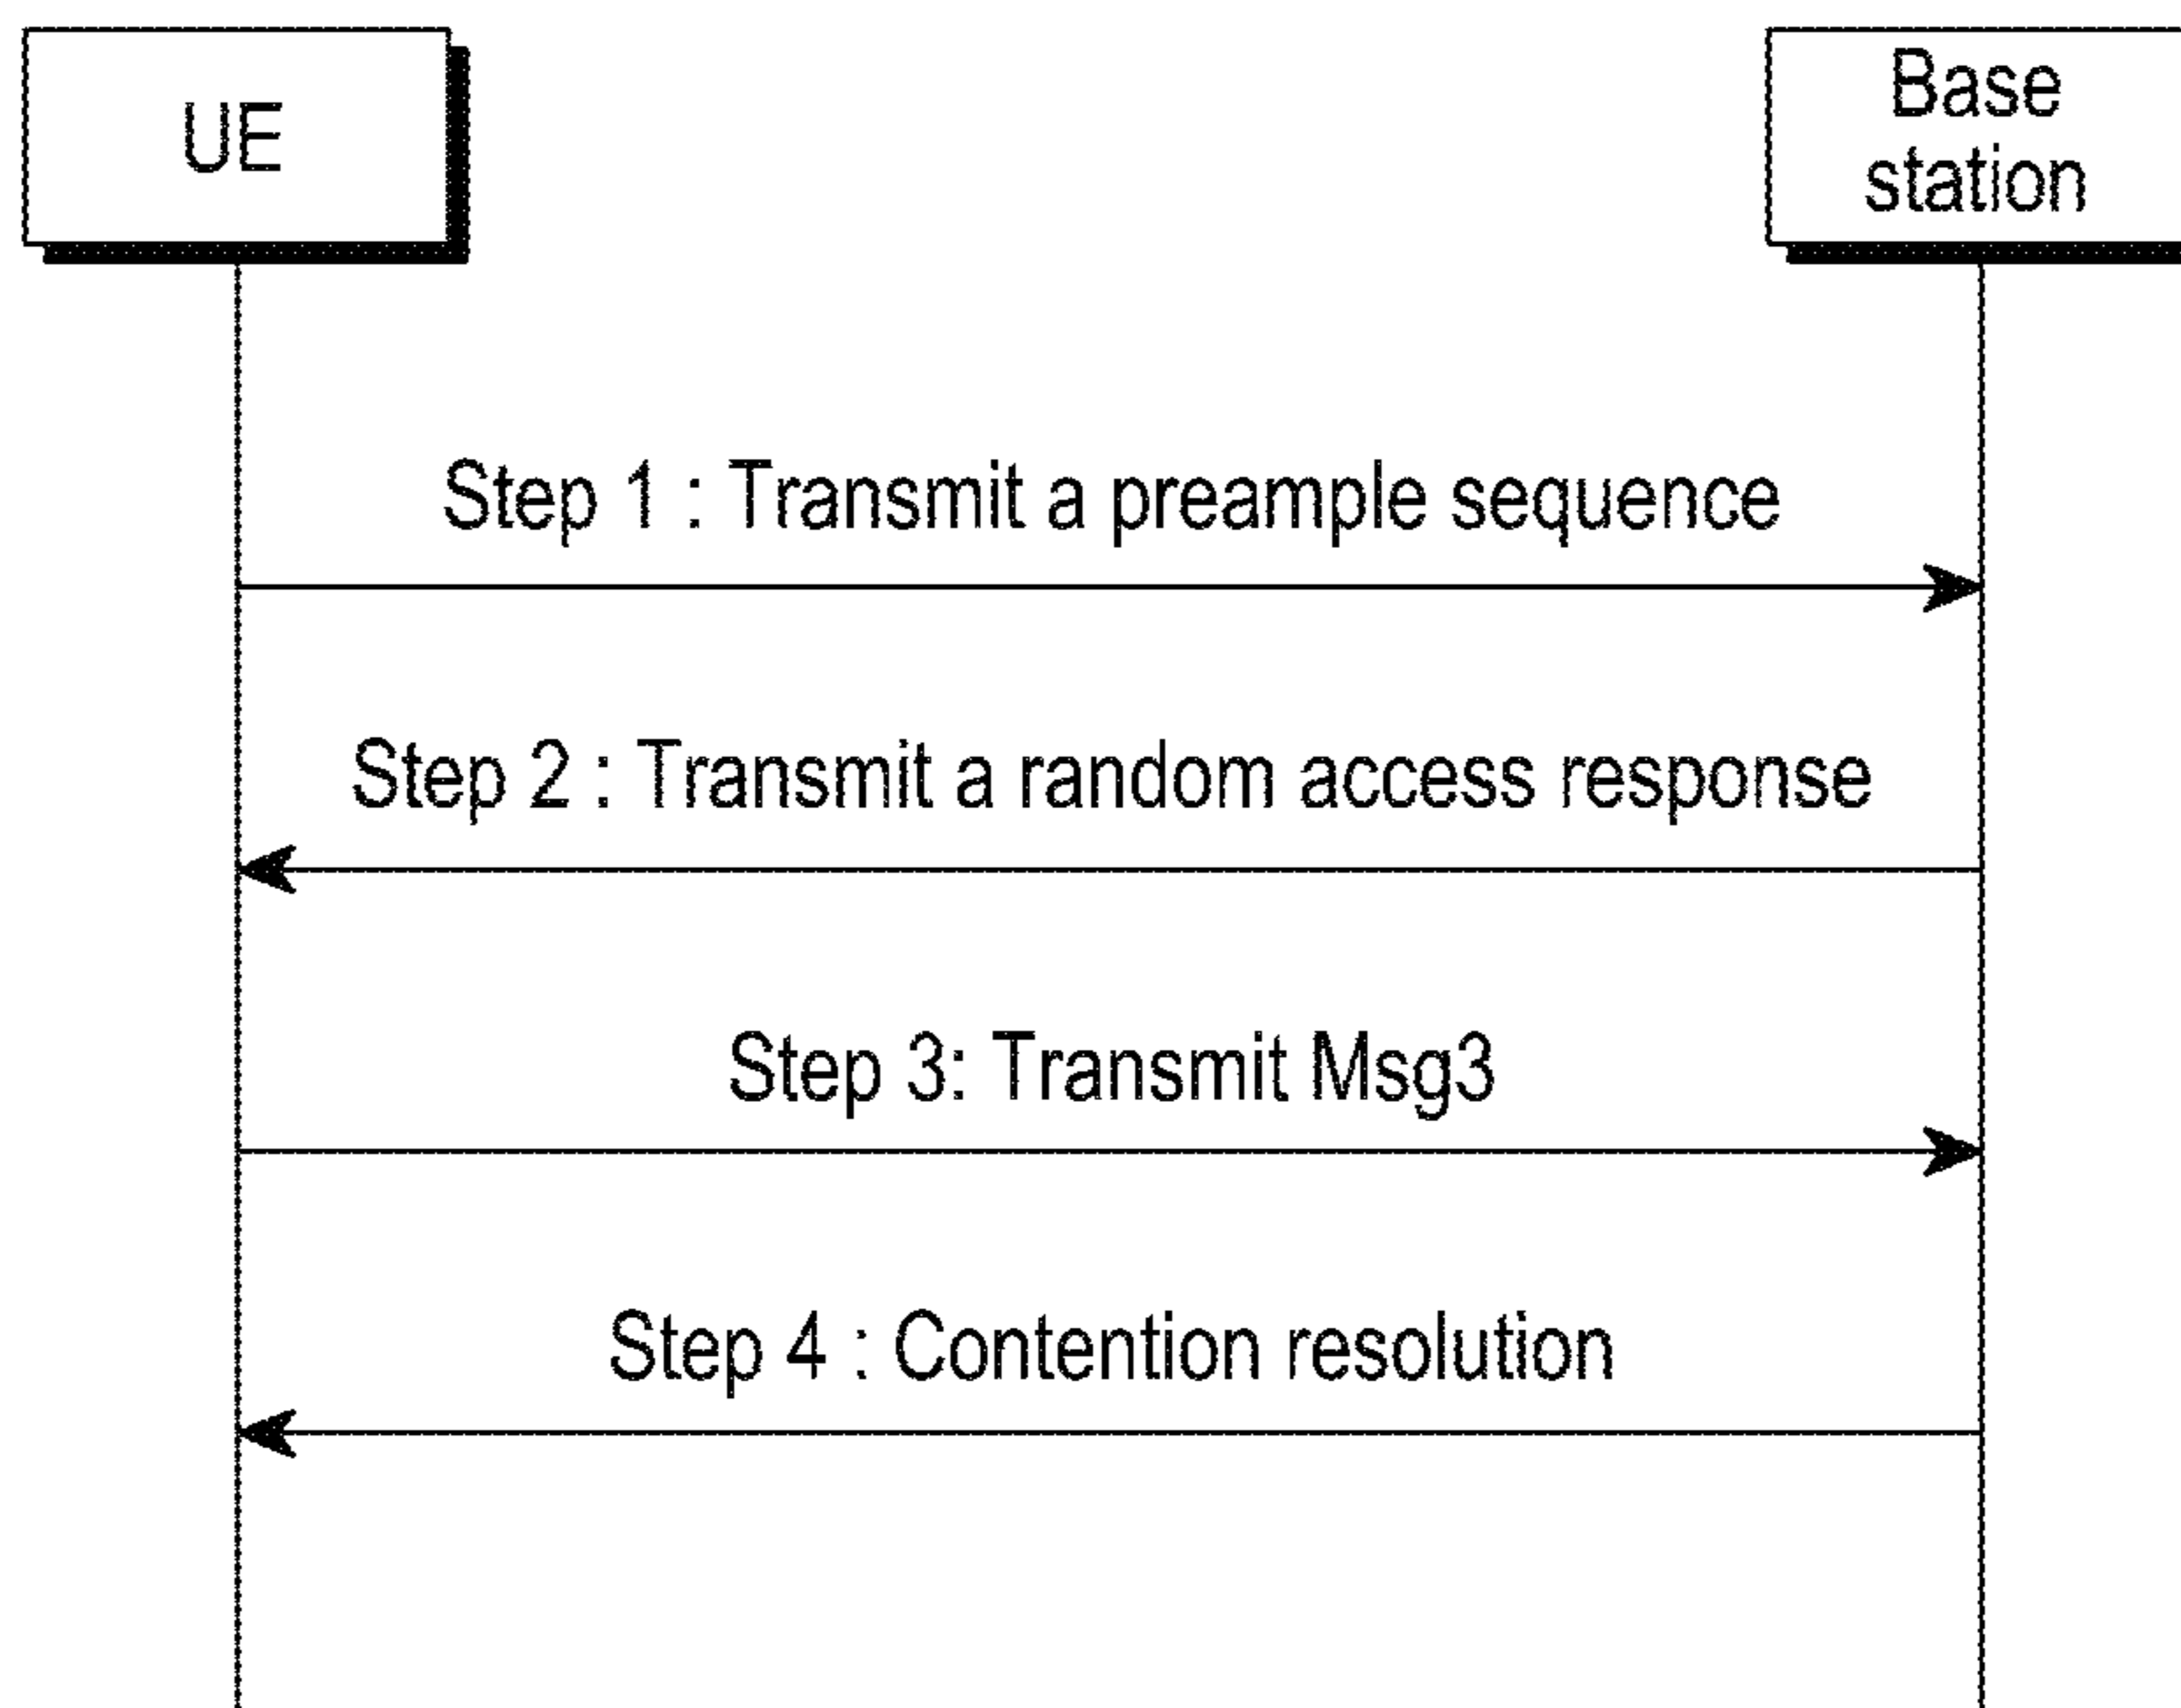 UE
Base
station
Step 1 : Transmit a preample sequence
Step 2 : Transmit a random access response
Step 3: Transmit Msg3
Step 4 : Contention resolution